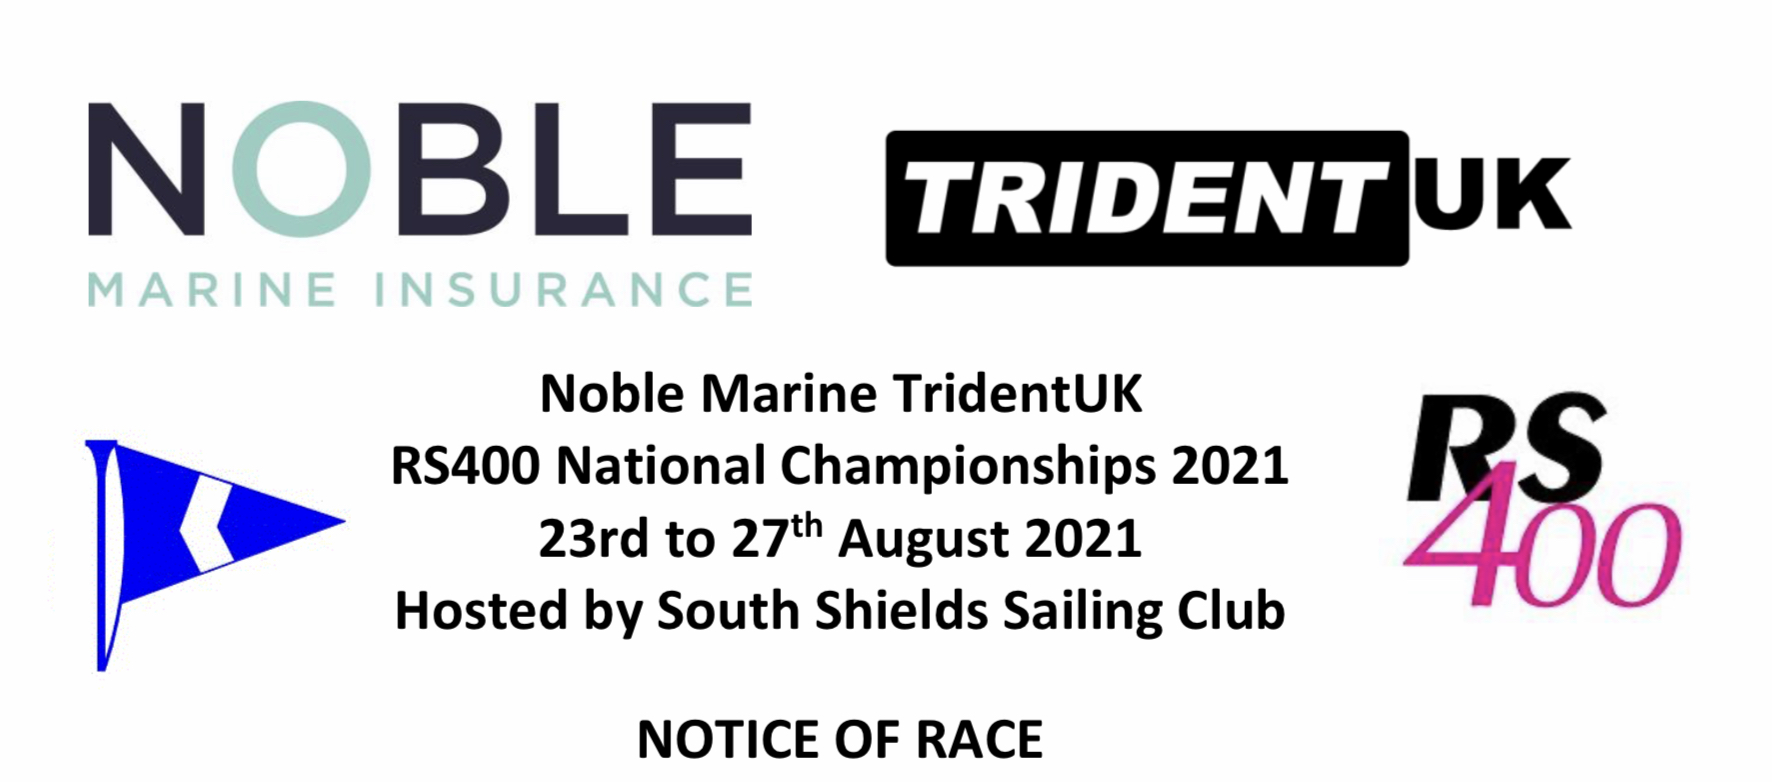 NOBLE
MARINE INSURANCE
TRIDENT UK
Noble Marine TridentUK
RS400 National Championships 2021
23rd to 27th August 2021
Hosted by South Shields Sailing Club
RS
400
NOTICE OF RACE